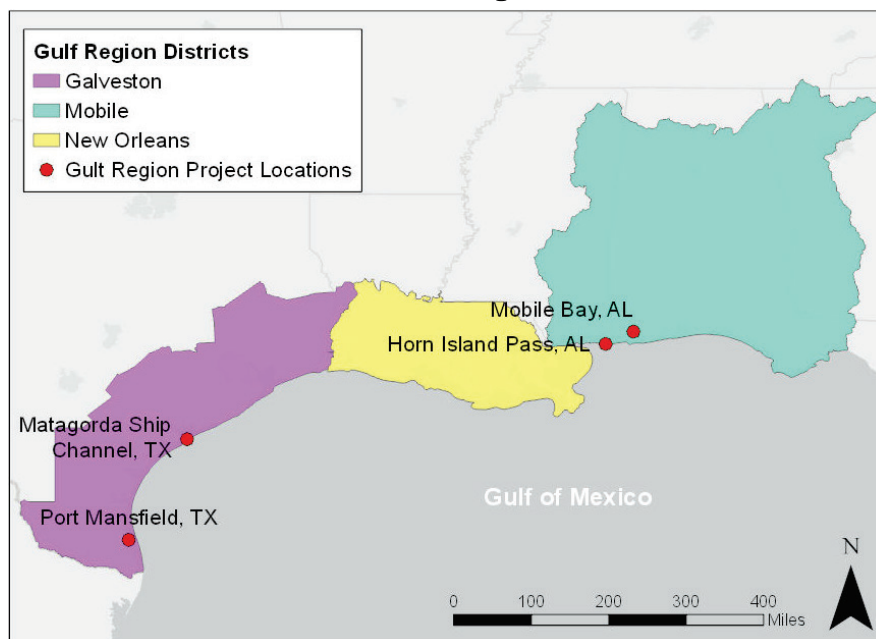 Gulf Region Districts
Galveston
Mobile
New Orleans
Gult Region Project Locations
Mobile Bay, AL
Horn Island Pass, AL
Matagorda Ship
Channel, TX
Port Mansfield, TX
Gulf of Mexico
N
0 100 200 300 400
Miles